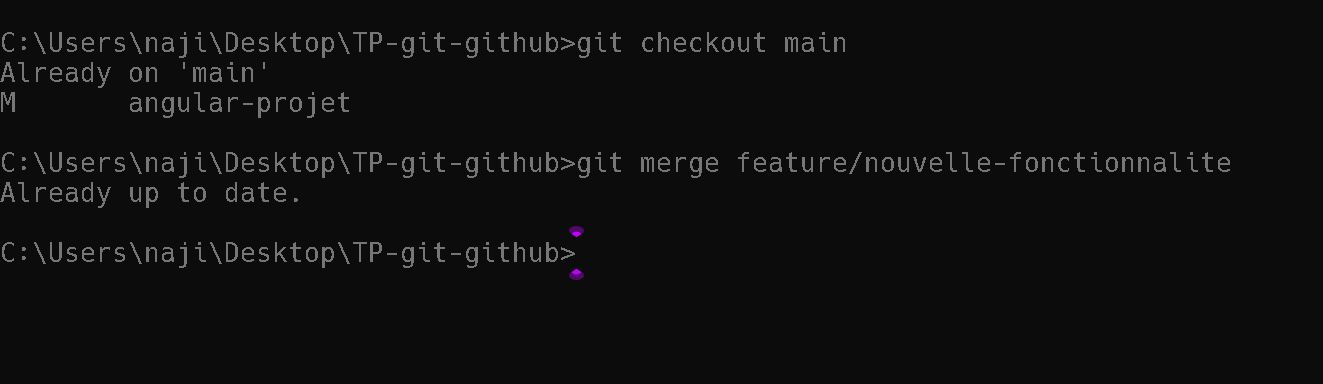 C:\Users\naji\Desktop\TP-git-github>git checkout main
Already on 'main'
M       angular-projet
C:\Users\naji\Desktop\TP-git-github>git merge feature/nouvelle-fonctionnalite
Already up to date.
C:\Users\naji\Desktop\TP-git-github>